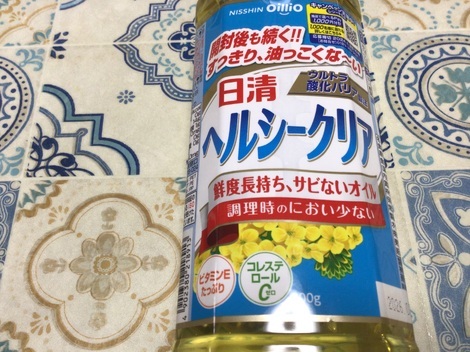 NISSHIN OilliO
開封後も続く!!
すっきり、油っこくな〜い!
ウルトラ
酸化バリア
日清
ヘルシークリア
鮮度長持ち、サビないオイル
調理時のにおい少ない
ビタミンE
たっぷり
コレステ
ロール
0
ゼロ